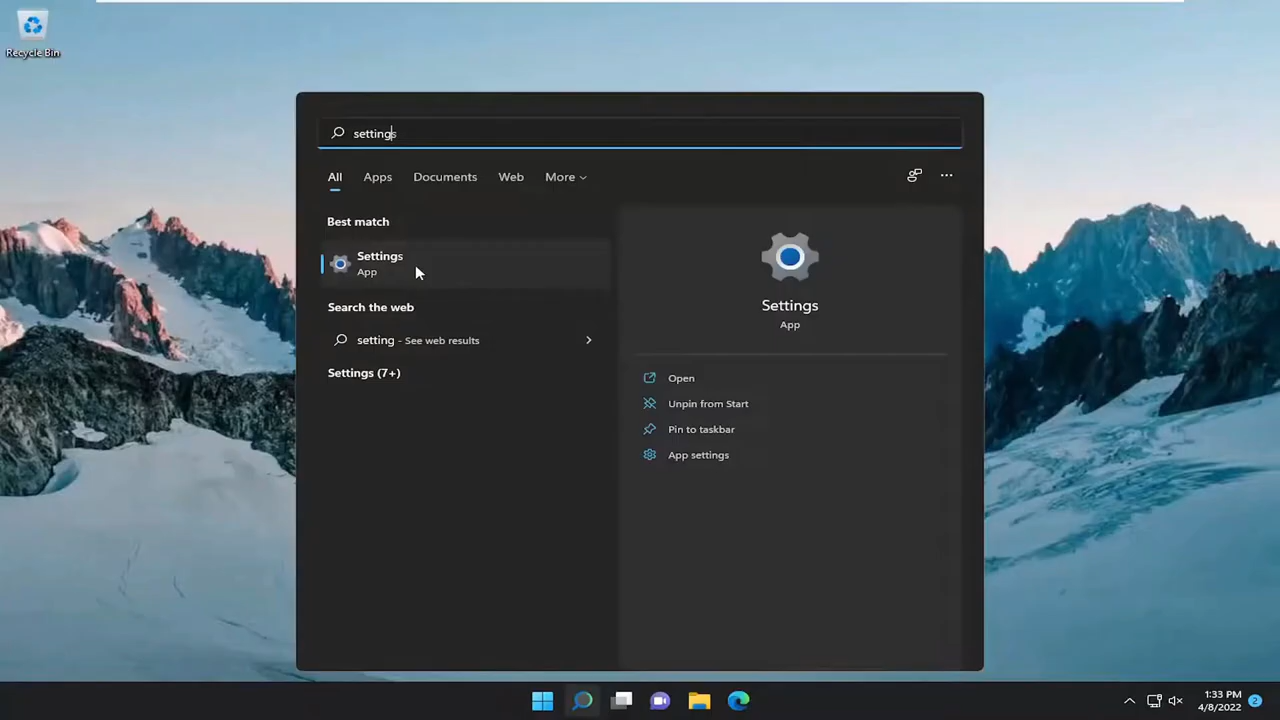 Recycle Bin
settings
All Apps Documents Web More
Best match
Settings
App
Search the web
setting - See web results
Settings (7+)
Settings
App
Open
Unpin from Start
Pin to taskbar
App settings
1:33 PM
4/8/2022
2